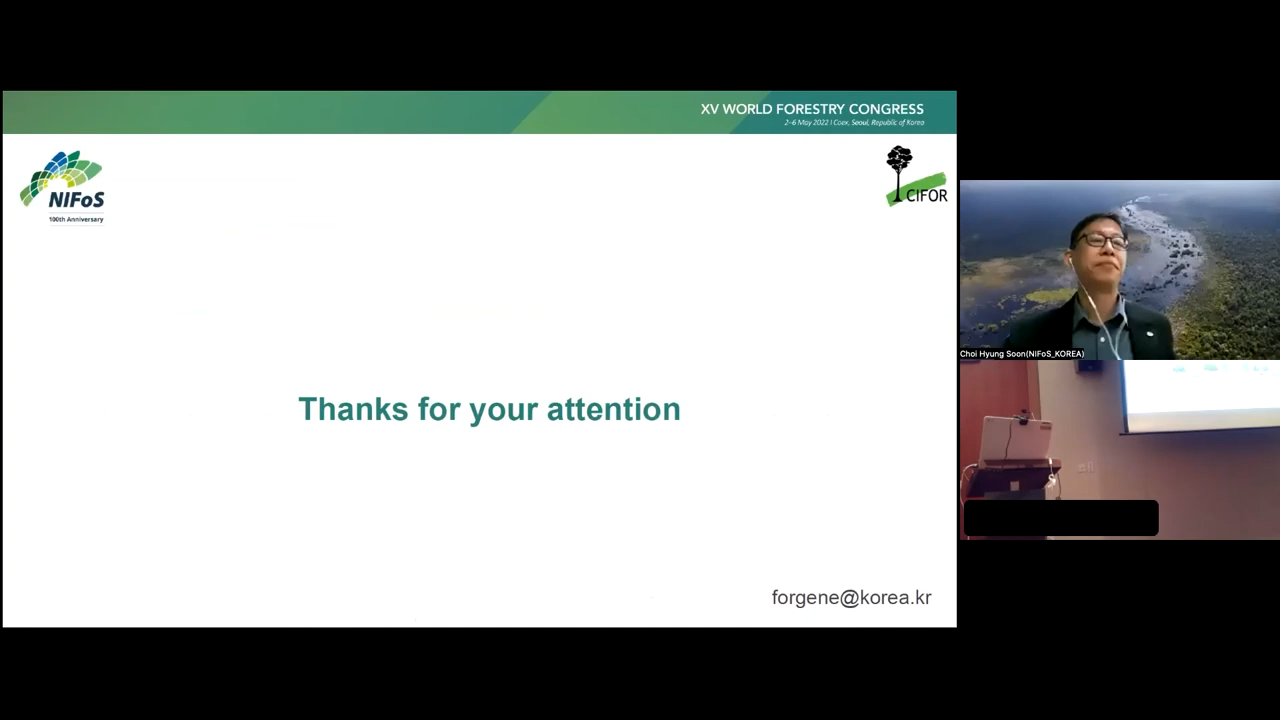 XV WORLD FORESTRY CONGRESS
2-6 May 2022 I Coex, Seoul, Republic of Korea
NIFoS
100th Anniversary
CIFOR
Thanks for your attention
forgene@korea.kr
Choi Hyung Soon(NIFoS_KOREA)